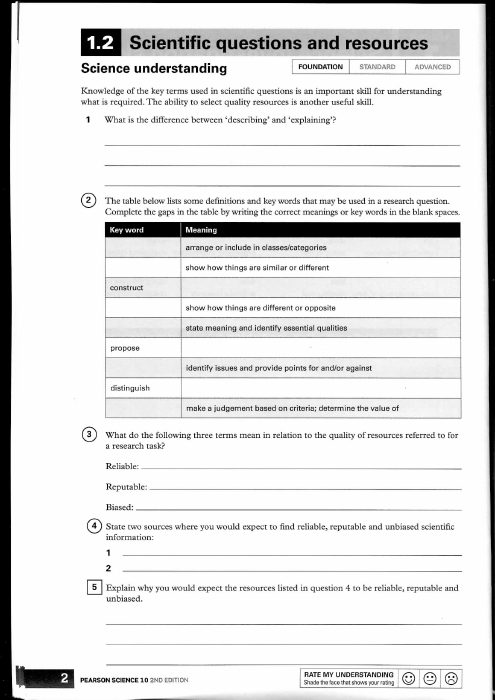 1.2 Scientific questions and resources
Science understanding
FOUNDATION STANDARD ADVANCED
Knowledge of the key terms used in scientific questions is an important skill for understanding
what is required. The ability to select quality resources is another useful skill.
1 What is the difference between ‘describing’ and ‘explaining’?
2 The table below lists some definitions and key words that may be used in a research question.
Complete the gaps in the table by writing the correct meanings or key words in the blank spaces.
Key word Meaning
arrange or include in classes/categories
show how things are similar or different
construct
show how things are different or opposite
state meaning and identify essential qualities
propose
identify issues and provide points for and/or against
distinguish
make a judgement based on criteria; determine the value of
3 What do the following three terms mean in relation to the quality of resources referred to for
a research task?
Reliable:
Reputable:
Biased:
4 State two sources where you would expect to find reliable, reputable and unbiased scientific
information:
1
2
5 Explain why you would expect the resources listed in question 4 to be reliable, reputable and
unbiased.
2 PEARSON SCIENCE 10 2ND EDITION
RATE MY UNDERSTANDING
Shade the face that shows your rating